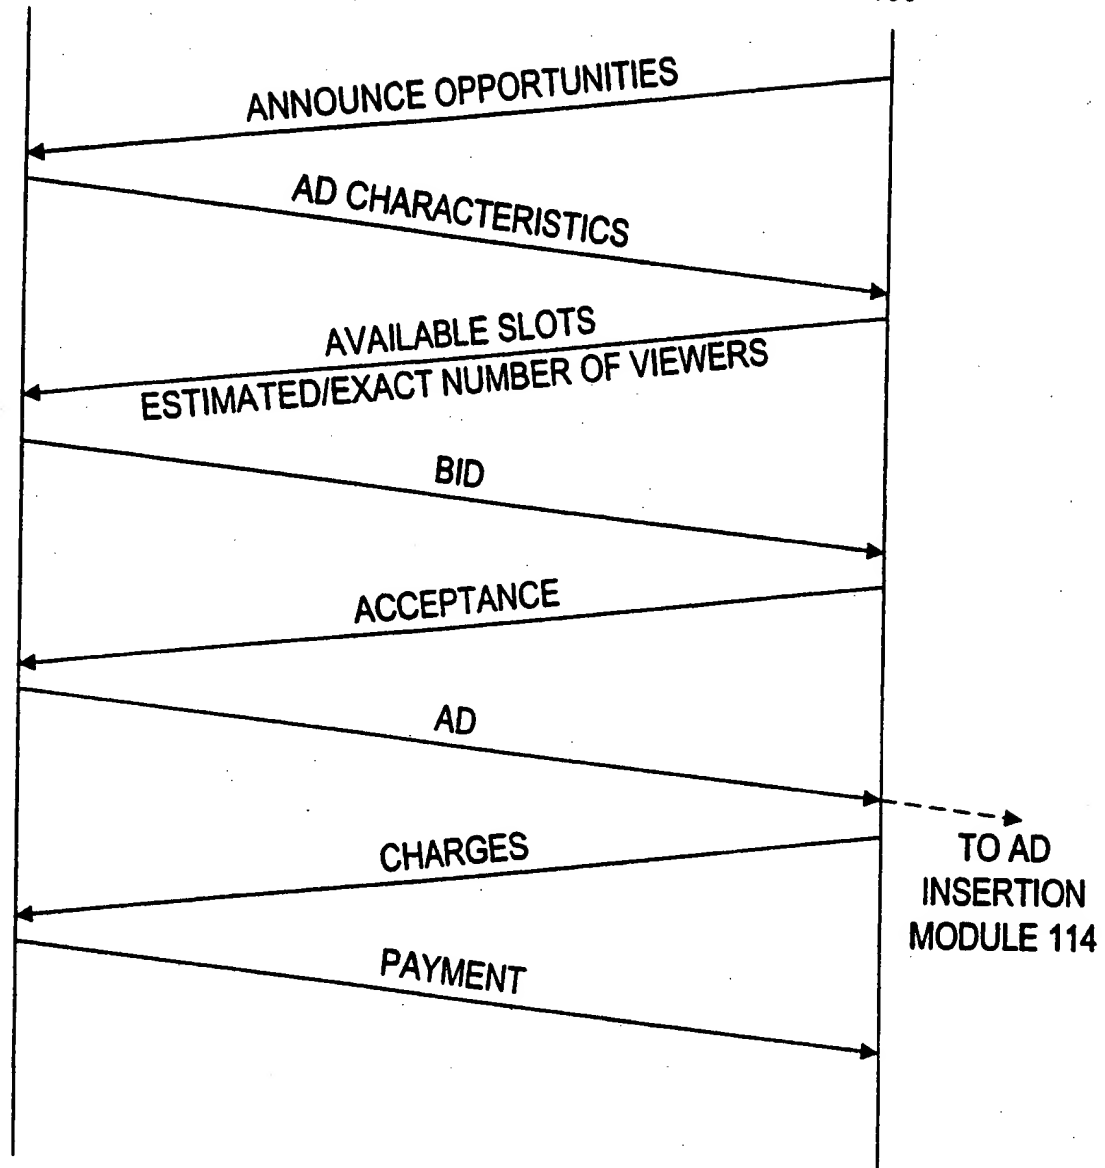 ANNOUNCE OPPORTUNITIES
AD CHARACTERISTICS
AVAILABLE SLOTS
ESTIMATED/EXACT NUMBER OF VIEWERS
BID
ACCEPTANCE
AD
TO AD
INSERTION
MODULE 114
CHARGES
PAYMENT